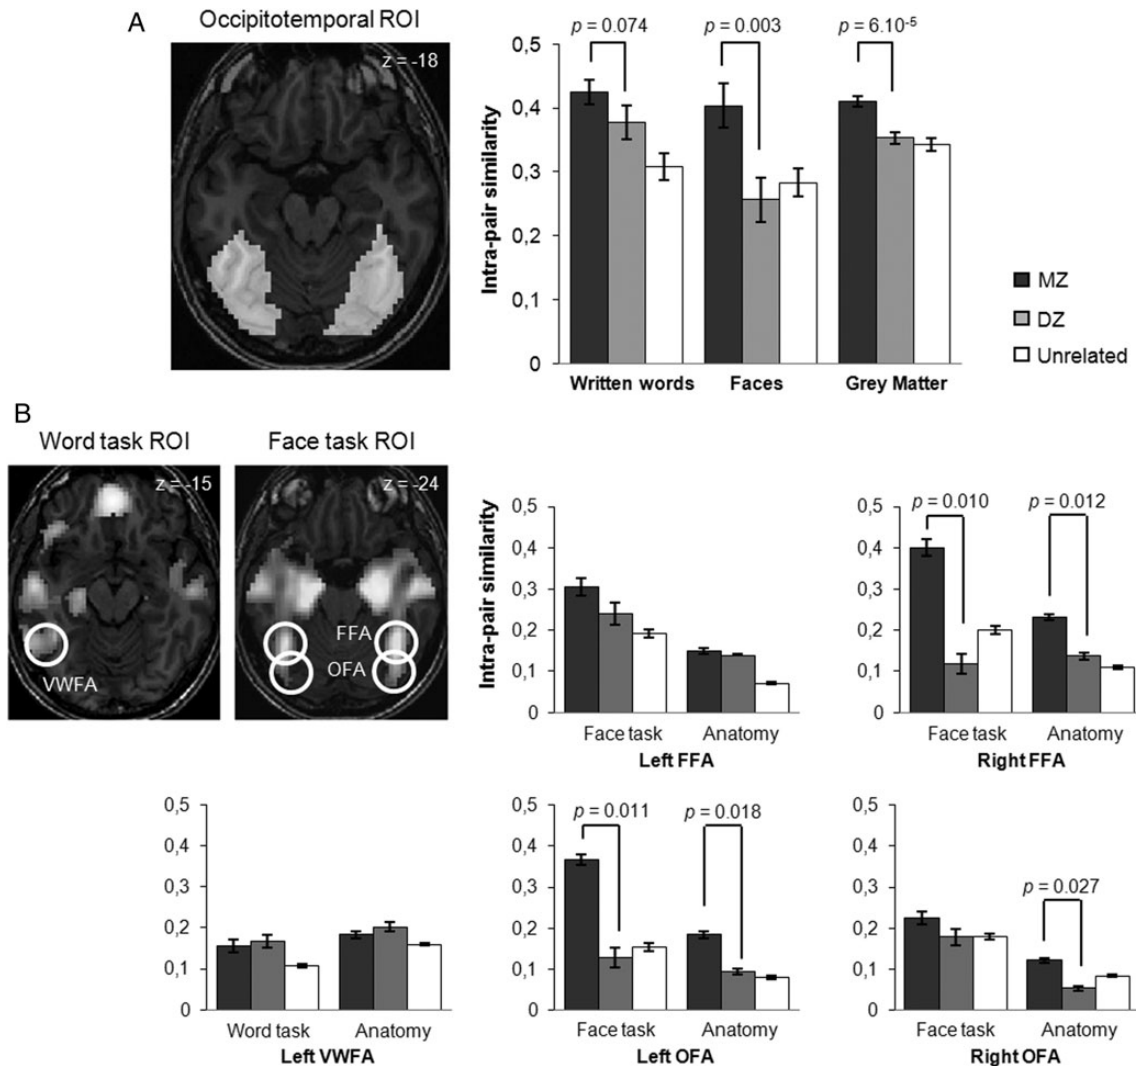 A
Occipitotemporal ROI
z = -18
p = 0.074
p = 0.003
p = 6.10-5
0,5
0,4
0,3
0,2
0,1
0
Intra-pair similarity
Written words
Faces
Grey Matter
MZ
DZ
Unrelated
B
Word task ROI
z = -15
VWFA
Face task ROI
z = -24
FFA
OFA
0,5
0,4
0,3
0,2
0,1
0
Intra-pair similarity
Face task
Anatomy
Left FFA
p = 0.010
p = 0.012
0,5
0,4
0,3
0,2
0,1
0
Face task
Anatomy
Right FFA
0,5
0,4
0,3
0,2
0,1
0
Word task
Anatomy
Left VWFA
p = 0.011
p = 0.018
0,5
0,4
0,3
0,2
0,1
0
Face task
Anatomy
Left OFA
p = 0.027
0,5
0,4
0,3
0,2
0,1
0
Face task
Anatomy
Right OFA